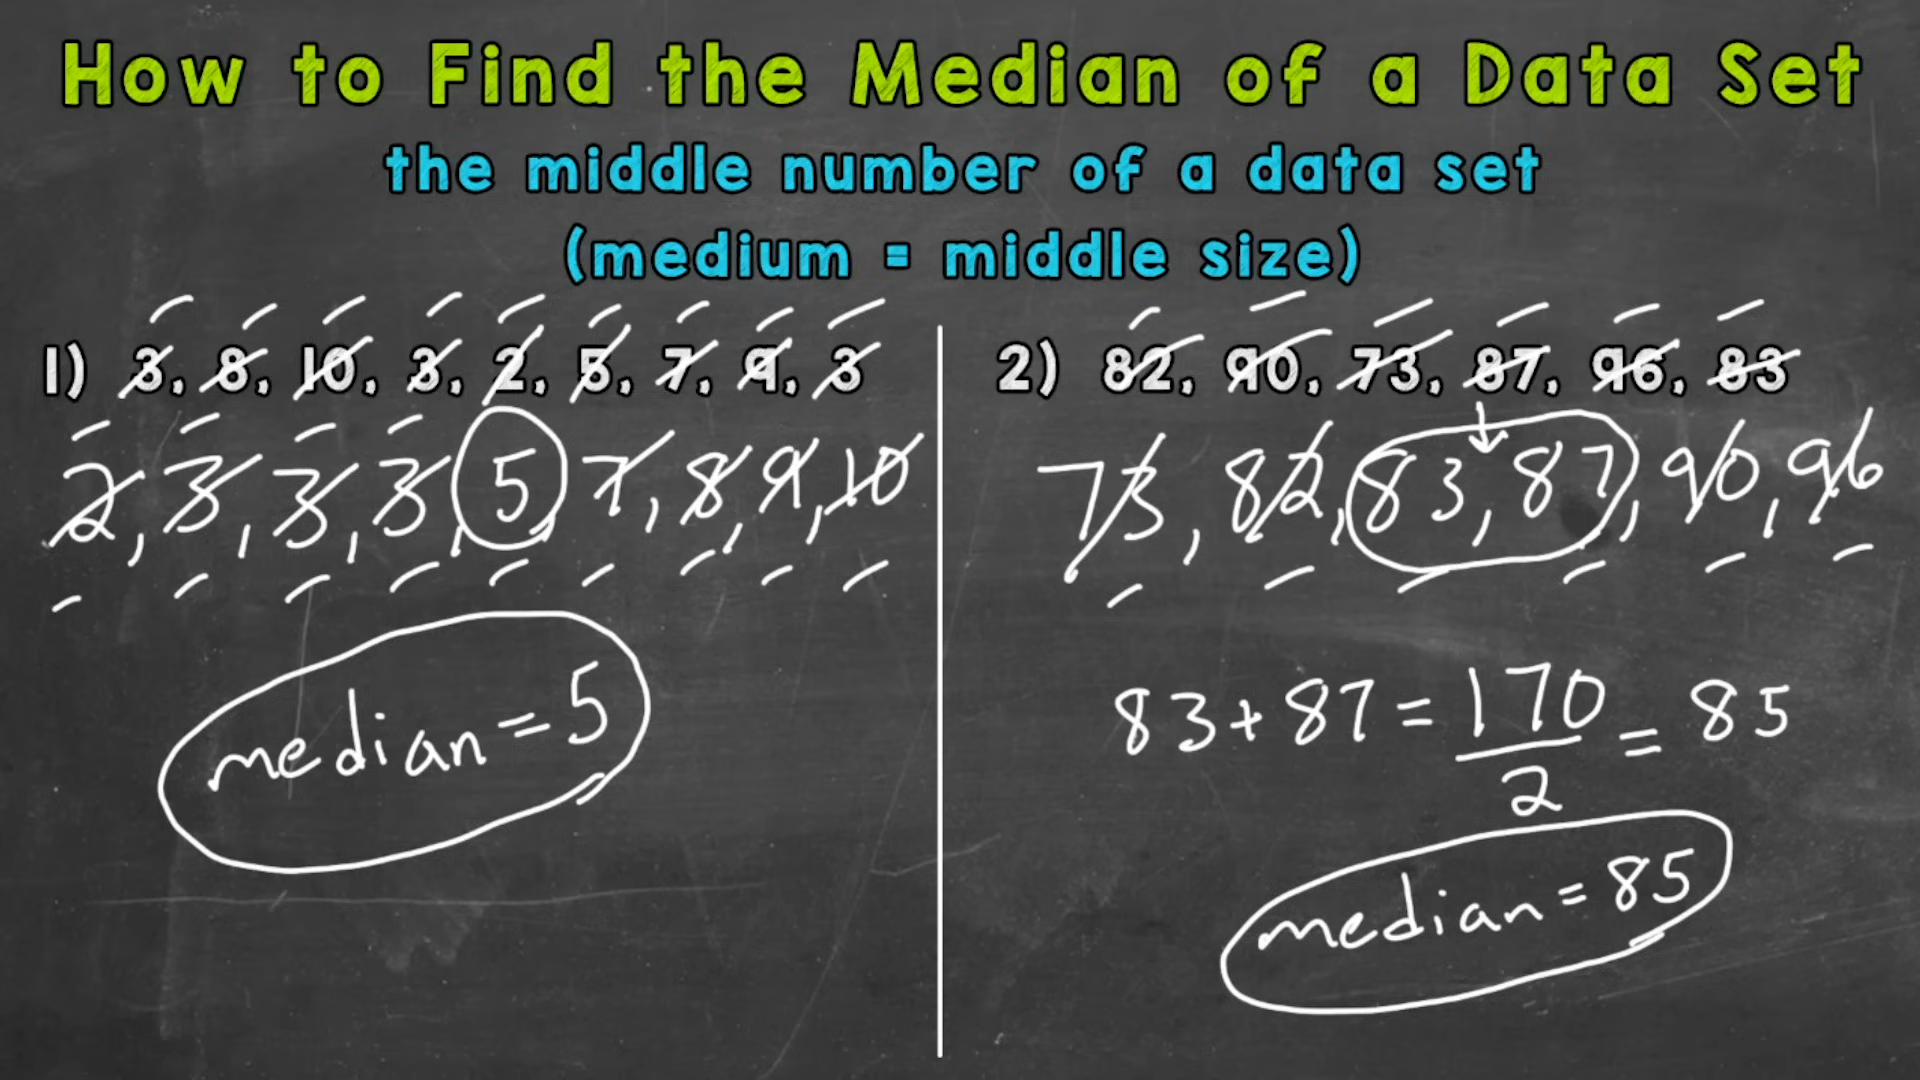 How to Find the Median of a Data Set
the middle number of a data set
(medium = middle size)
1) 3, 8, 10, 3, 2, 5, 7, 9, 3
2, 3, 3, 3, 5, 7, 8, 9, 10
median = 5
2) 82, 90, 73, 87, 96, 83
73, 82, 83, 87, 90, 96
83 + 87 = 170/2 = 85
median = 85